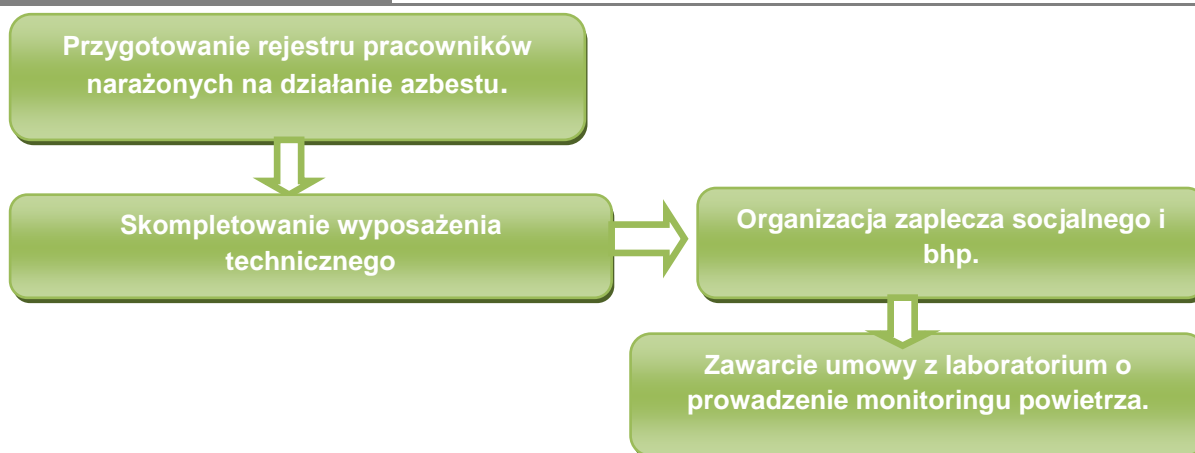 Przygotowanie rejestru pracowników
narażonych na działanie azbestu.
Skompletowanie wyposażenia
technicznego
Organizacja zaplecza socjalnego i
bhp.
Zawarcie umowy z laboratorium o
prowadzenie monitoringu powietrza.